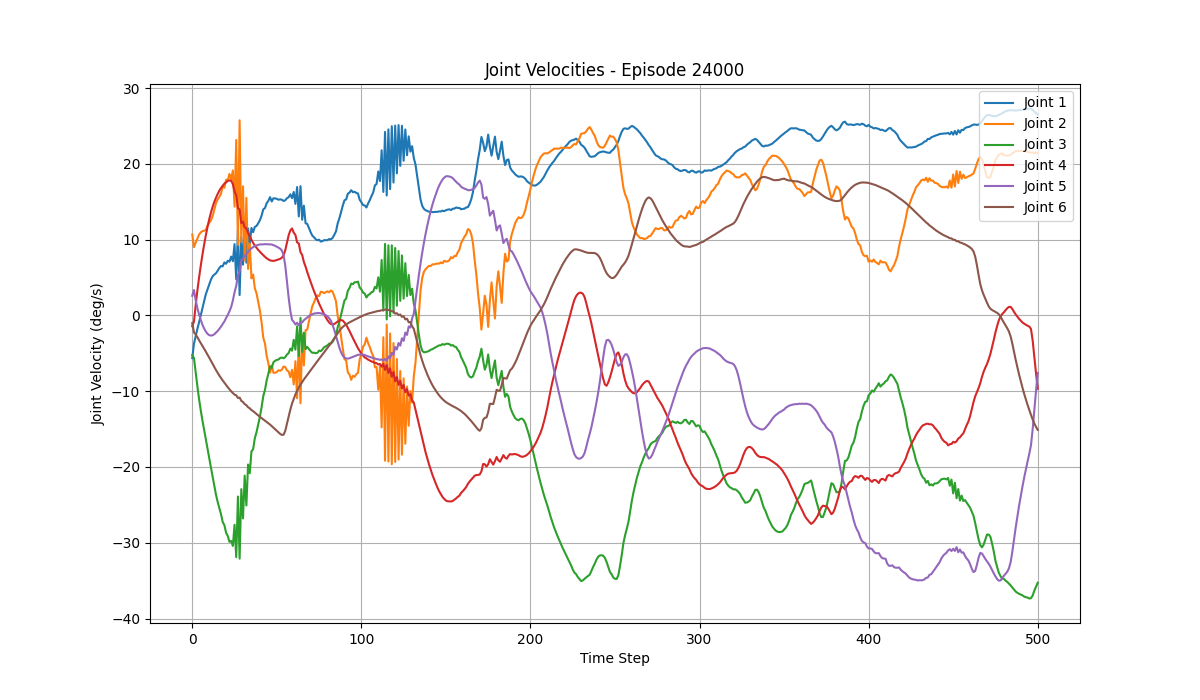 Joint Velocities - Episode 24000
Joint Velocity (deg/s)
30
20
10
0
−10
−20
−30
−40
Joint 1
Joint 2
Joint 3
Joint 4
Joint 5
Joint 6
0
100
200
300
400
500
Time Step